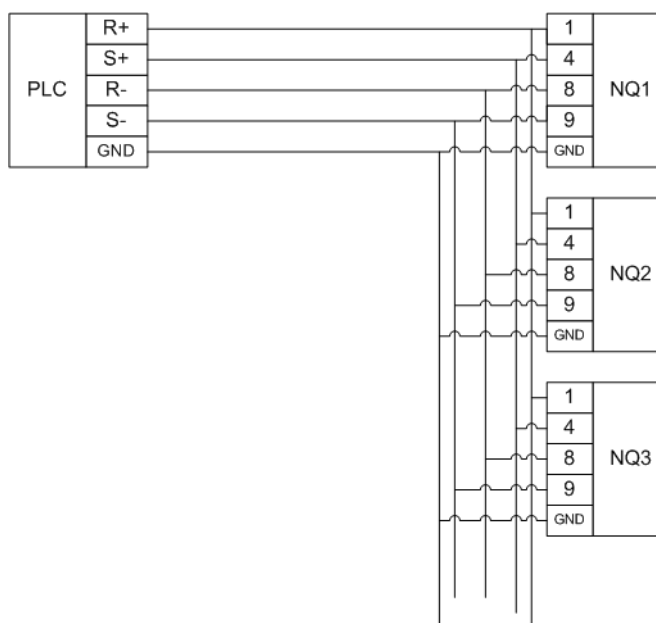 R+
S+
PLC
R-
S-
GND
1
4
8
NQ1
9
GND
1
4
8
NQ2
9
GND
1
4
8
NQ3
9
GND